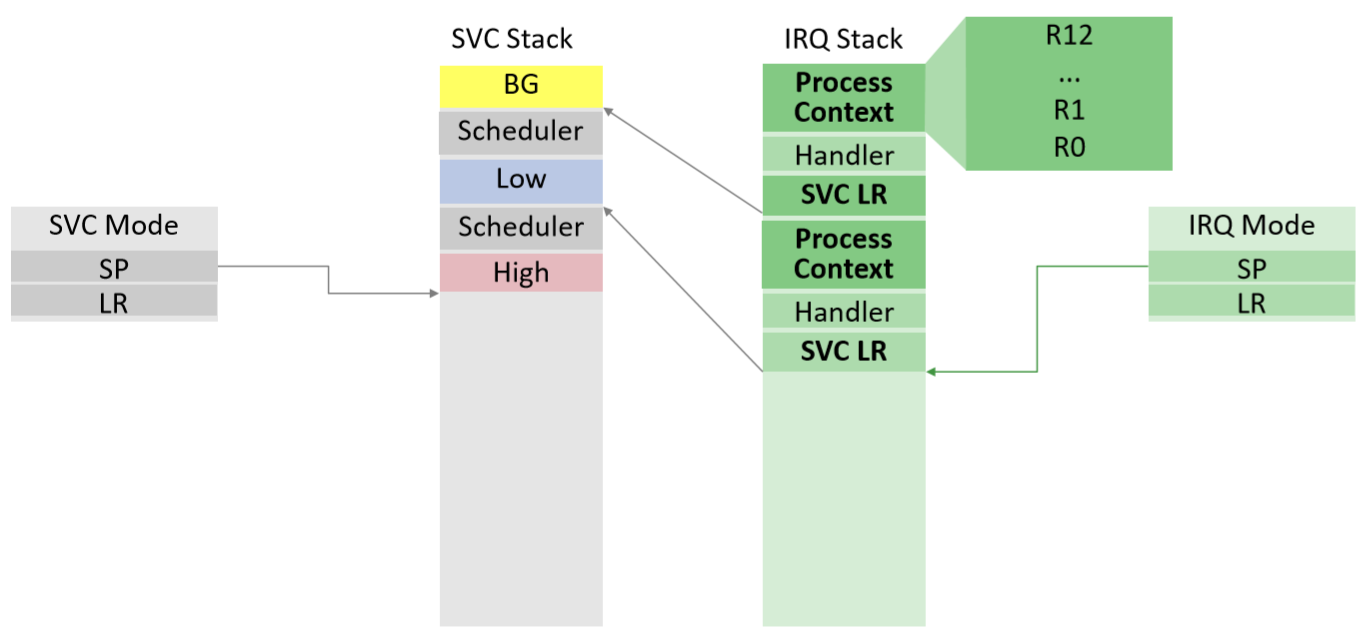 SVC Stack
BG
Scheduler
Low
Scheduler
High
SVC Mode
SP
LR
IRQ Stack
Process
Context
Handler
SVC LR
Process
Context
Handler
SVC LR
R12
...
R1
R0
IRQ Mode
SP
LR